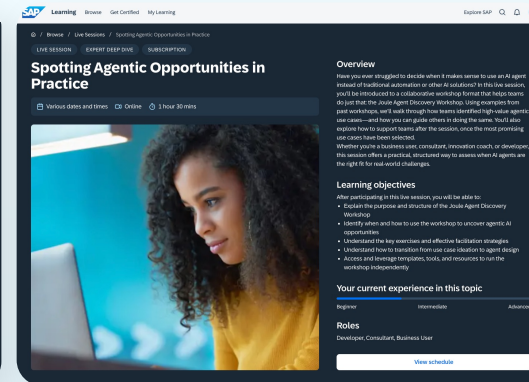 SAP Learning Browse Get Certified My Learning Explore SAP
/ Browse / Live Sessions / Spotting Agentic Opportunities in Practice
LIVE SESSION EXPERT DEEP DIVE SUBSCRIPTION
Spotting Agentic Opportunities in
Practice
Various dates and times Online 1 hour 30 mins
Overview
Have you ever struggled to decide when it makes sense to use an AI agent
instead of traditional automation or other AI solutions? In this live session,
you'll be introduced to a collaborative workshop format that helps teams
do just that: the Joule Agent Discovery Workshop. Using examples from
past workshops, we'll walk through how teams identified high-value agentic
use cases—and how you can guide others in doing the same. You'll also
explore how to support teams after the session, once the most promising
use cases have been selected.
Whether you're a business user, consultant, innovation coach, or developer,
this session offers a practical, structured way to assess when AI agents are
the right fit for real-world challenges.
Learning objectives
After participating in this live session, you will be able to:
• Explain the purpose and structure of the Joule Agent Discovery
Workshop
• Identify when and how to use the workshop to uncover agentic AI
opportunities
• Understand the key exercises and effective facilitation strategies
• Understand how to transition from use case ideation to agent design
• Access and leverage templates, tools, and resources to run the
workshop independently
Your current experience in this topic
Beginner Intermediate Advanced
Roles
Developer, Consultant, Business User
View schedule